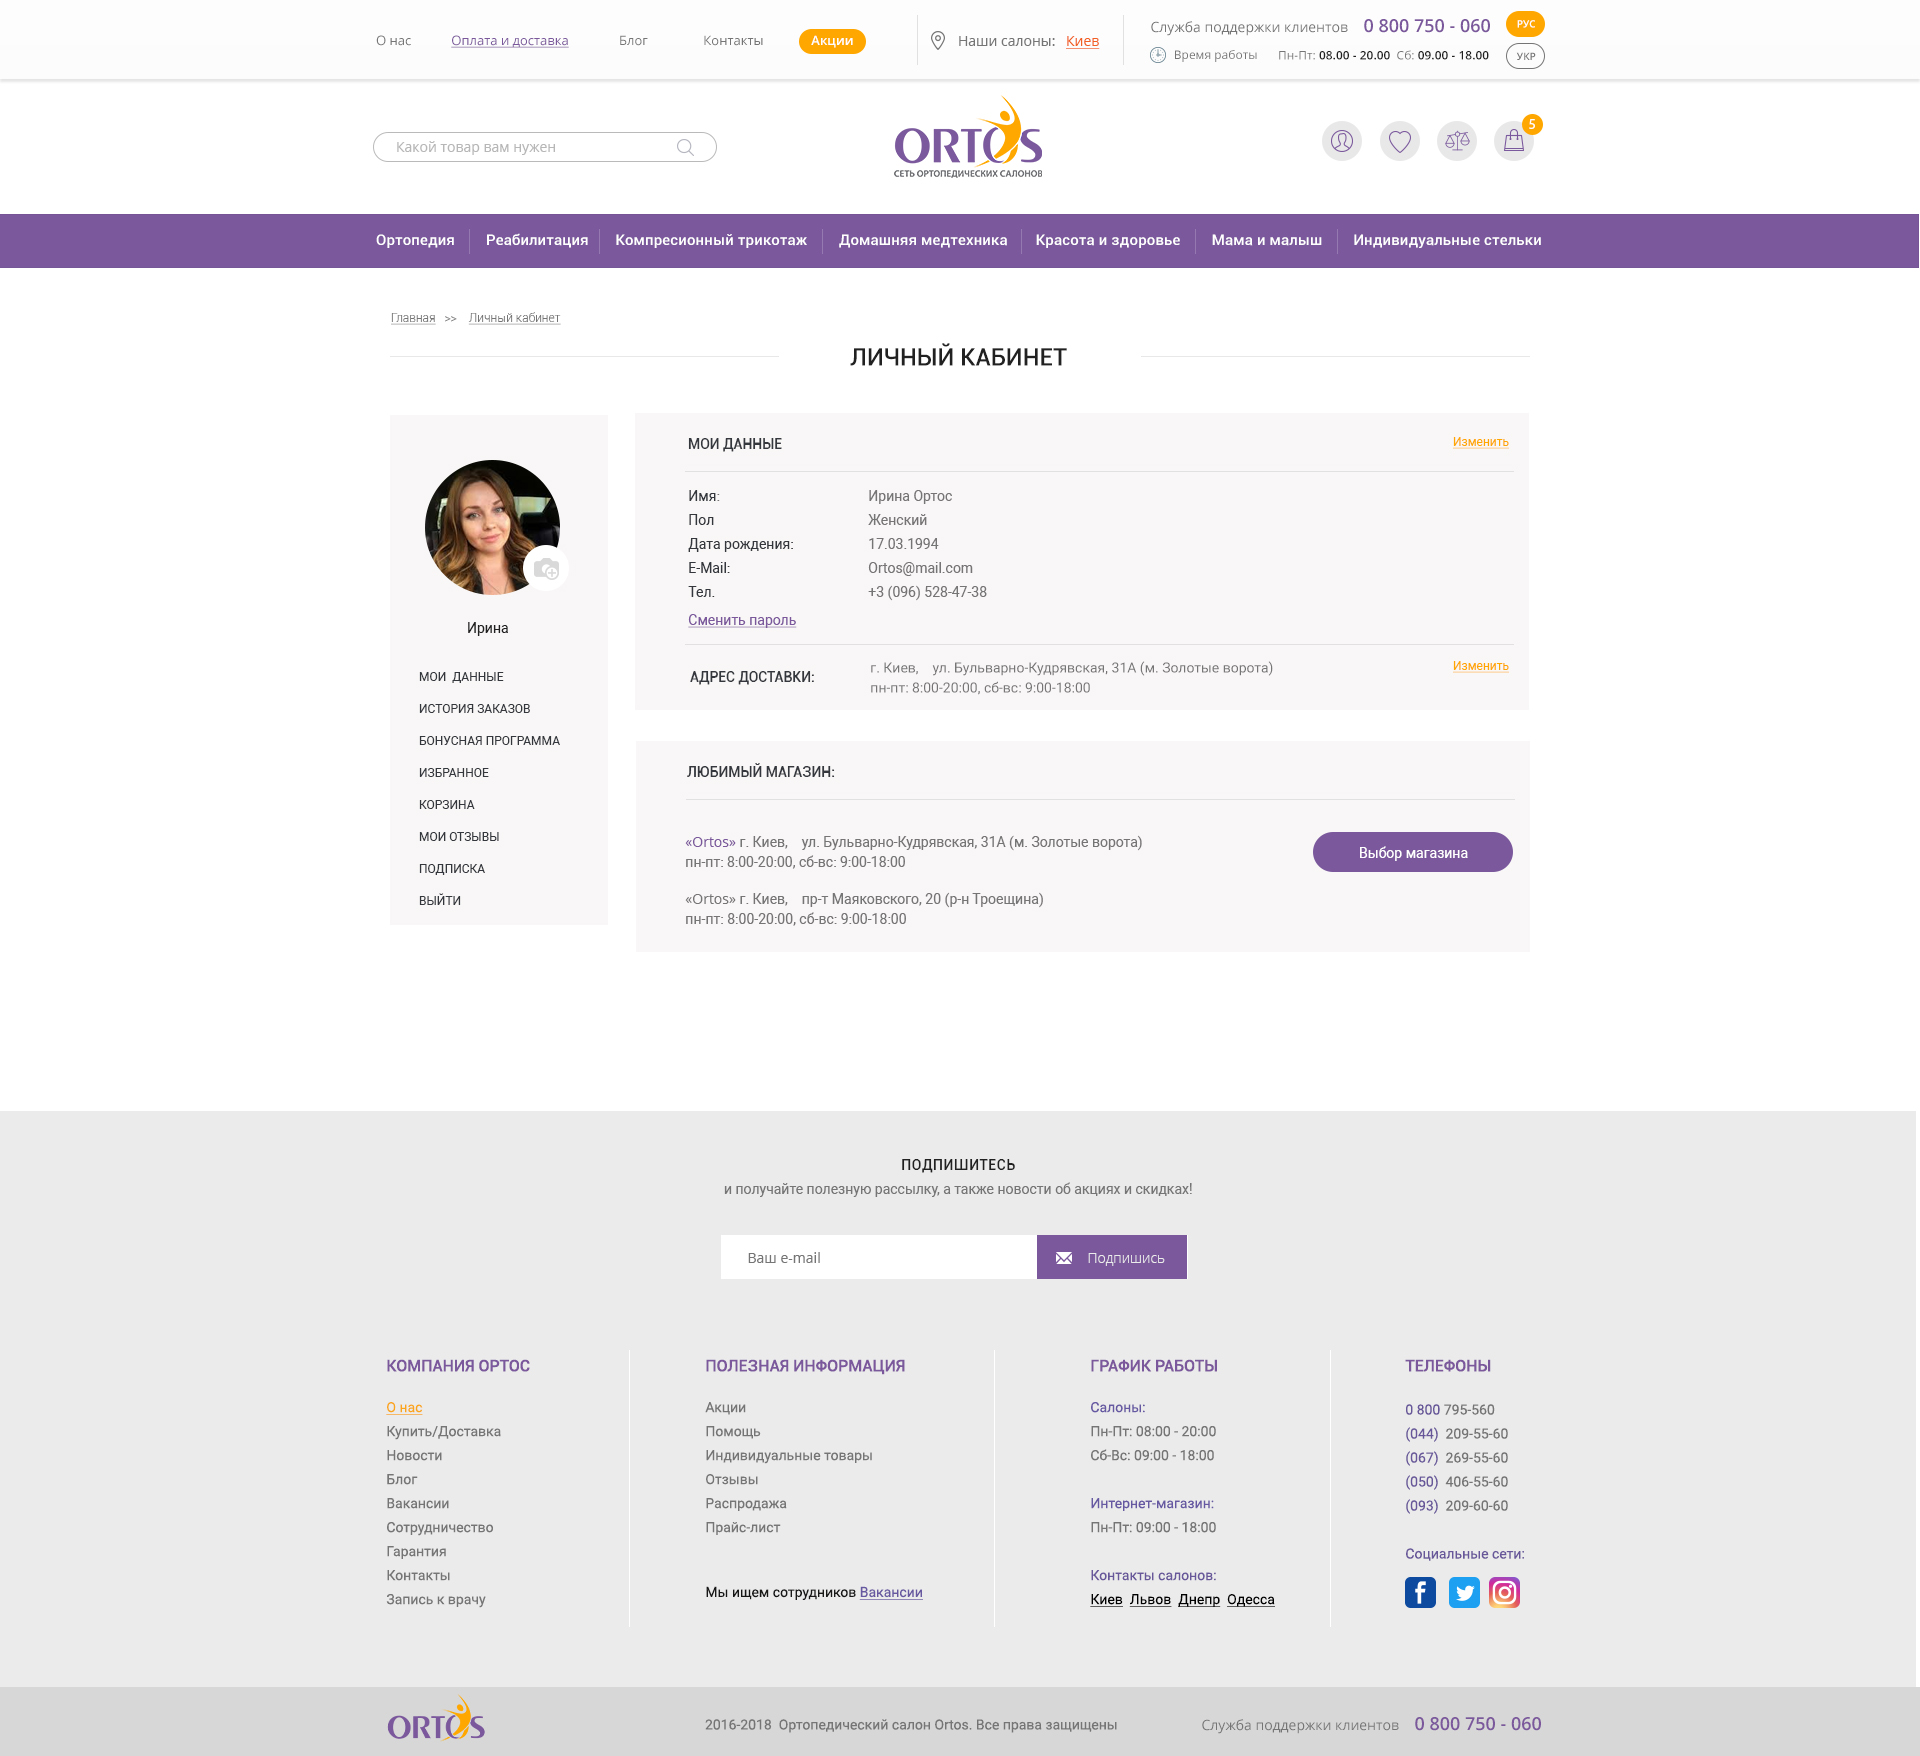 О нас
Оплата и доставка
Блог
Контакты
Акции
Наши салоны: Киев
Служба поддержки клиентов 0 800 750 - 060
РУС
Время работы Пн-Пт: 08.00 - 20.00 Сб: 09.00 - 18.00
УКР
Какой товар вам нужен
ORTOS
СЕТЬ ОРТОПЕДИЧЕСКИХ САЛОНОВ
5
Ортопедия
Реабилитация
Компресионный трикотаж
Домашняя медтехника
Красота и здоровье
Мама и малыш
Индивидуальные стельки
Главная >> Личный кабинет
ЛИЧНЫЙ КАБИНЕТ
Ирина
МОИ ДАННЫЕ
ИСТОРИЯ ЗАКАЗОВ
БОНУСНАЯ ПРОГРАММА
ИЗБРАННОЕ
КОРЗИНА
МОИ ОТЗЫВЫ
ПОДПИСКА
ВЫЙТИ
МОИ ДАННЫЕ
Изменить
Имя: Ирина Ортос
Пол Женский
Дата рождения: 17.03.1994
E-Mail: Ortos@mail.com
Тел. +3 (096) 528-47-38
Сменить пароль
АДРЕС ДОСТАВКИ:
г. Киев, ул. Бульварно-Кудрявская, 31А (м. Золотые ворота)
пн-пт: 8:00-20:00, сб-вс: 9:00-18:00
Изменить
ЛЮБИМЫЙ МАГАЗИН:
«Ortos» г. Киев, ул. Бульварно-Кудрявская, 31А (м. Золотые ворота)
пн-пт: 8:00-20:00, сб-вс: 9:00-18:00
Выбор магазина
«Ortos» г. Киев, пр-т Маяковского, 20 (р-н Троещина)
пн-пт: 8:00-20:00, сб-вс: 9:00-18:00
ПОДПИШИТЕСЬ
и получайте полезную рассылку, а также новости об акциях и скидках!
Ваш e-mail
Подпишись
КОМПАНИЯ ОРТОС
О нас
Купить/Доставка
Новости
Блог
Вакансии
Сотрудничество
Гарантия
Контакты
Запись к врачу
ПОЛЕЗНАЯ ИНФОРМАЦИЯ
Акции
Помощь
Индивидуальные товары
Отзывы
Распродажа
Прайс-лист
Мы ищем сотрудников Вакансии
ГРАФИК РАБОТЫ
Салоны:
Пн-Пт: 08:00 - 20:00
Сб-Вс: 09:00 - 18:00
Интернет-магазин:
Пн-Пт: 09:00 - 18:00
Контакты салонов:
Киев Львов Днепр Одесса
ТЕЛЕФОНЫ
0 800 795-560
(044) 209-55-60
(067) 269-55-60
(050) 406-55-60
(093) 209-60-60
Социальные сети:
ORTOS
2016-2018 Ортопедический салон Ortos. Все права защищены
Служба поддержки клиентов 0 800 750 - 060